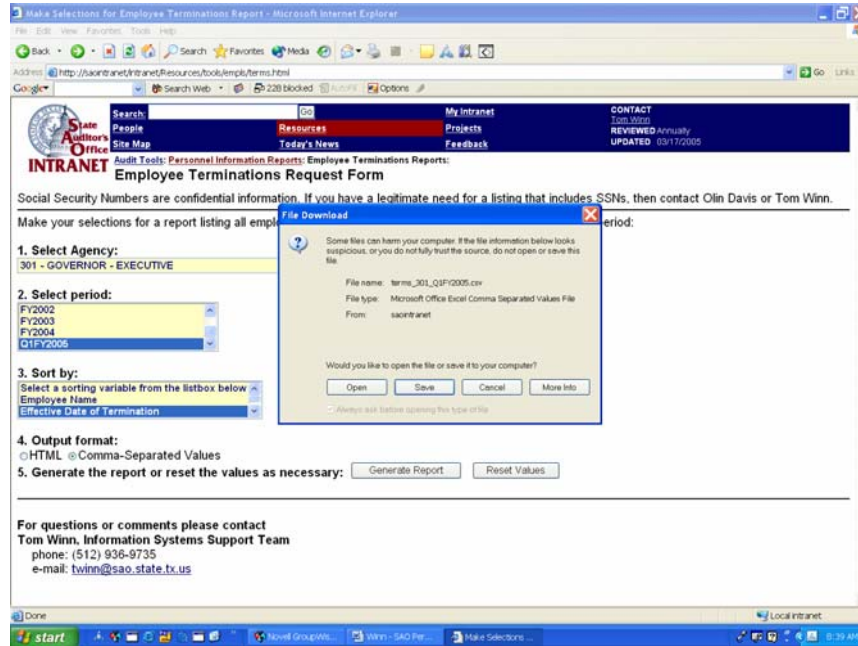 Make Selections for Employee Terminations Report - Microsoft Internet Explorer
File Edit View Favorites Tools Help
Back Search Favorites Media
Address http://saointranet/intranet/Resources/tools/empls/terms.html Go Links
Google Search Web 228 blocked Options
State Auditor's Office
INTRANET
Search: Go My Intranet
People Resources Projects
Site Map Today's News Feedback
CONTACT
Tom Winn
REVIEWED Annually
UPDATED 03/17/2005
Audit Tools: Personnel Information Reports: Employee Terminations Reports:
Employee Terminations Request Form
Social Security Numbers are confidential information. If you have a legitimate need for a listing that includes SSNs, then contact Olin Davis or Tom Winn.
Make your selections for a report listing all empl eriod:
1. Select Agency:
301 - GOVERNOR - EXECUTIVE
2. Select period:
FY2002
FY2003
FY2004
Q1FY2005
3. Sort by:
Select a sorting variable from the listbox below
Employee Name
Effective Date of Termination
4. Output format:
HTML Comma-Separated Values
5. Generate the report or reset the values as necessary: Generate Report Reset Values
File Download
Some files can harm your computer. If the file information below looks
suspicious, or you do not fully trust the source, do not open or save this
file.
File name: terms_301_Q1FY2005.csv
File type: Microsoft Office Excel Comma Separated Values File
From: saointranet
Would you like to open the file or save it to your computer?
Open Save Cancel More Info
Always ask before opening this type of file
For questions or comments please contact
Tom Winn, Information Systems Support Team
phone: (512) 936-9735
e-mail: twinn@sao.state.tx.us
Done Local intranet
start Novell GroupWis... Winn - SAO Per... Make Selections ... 8:39 AM